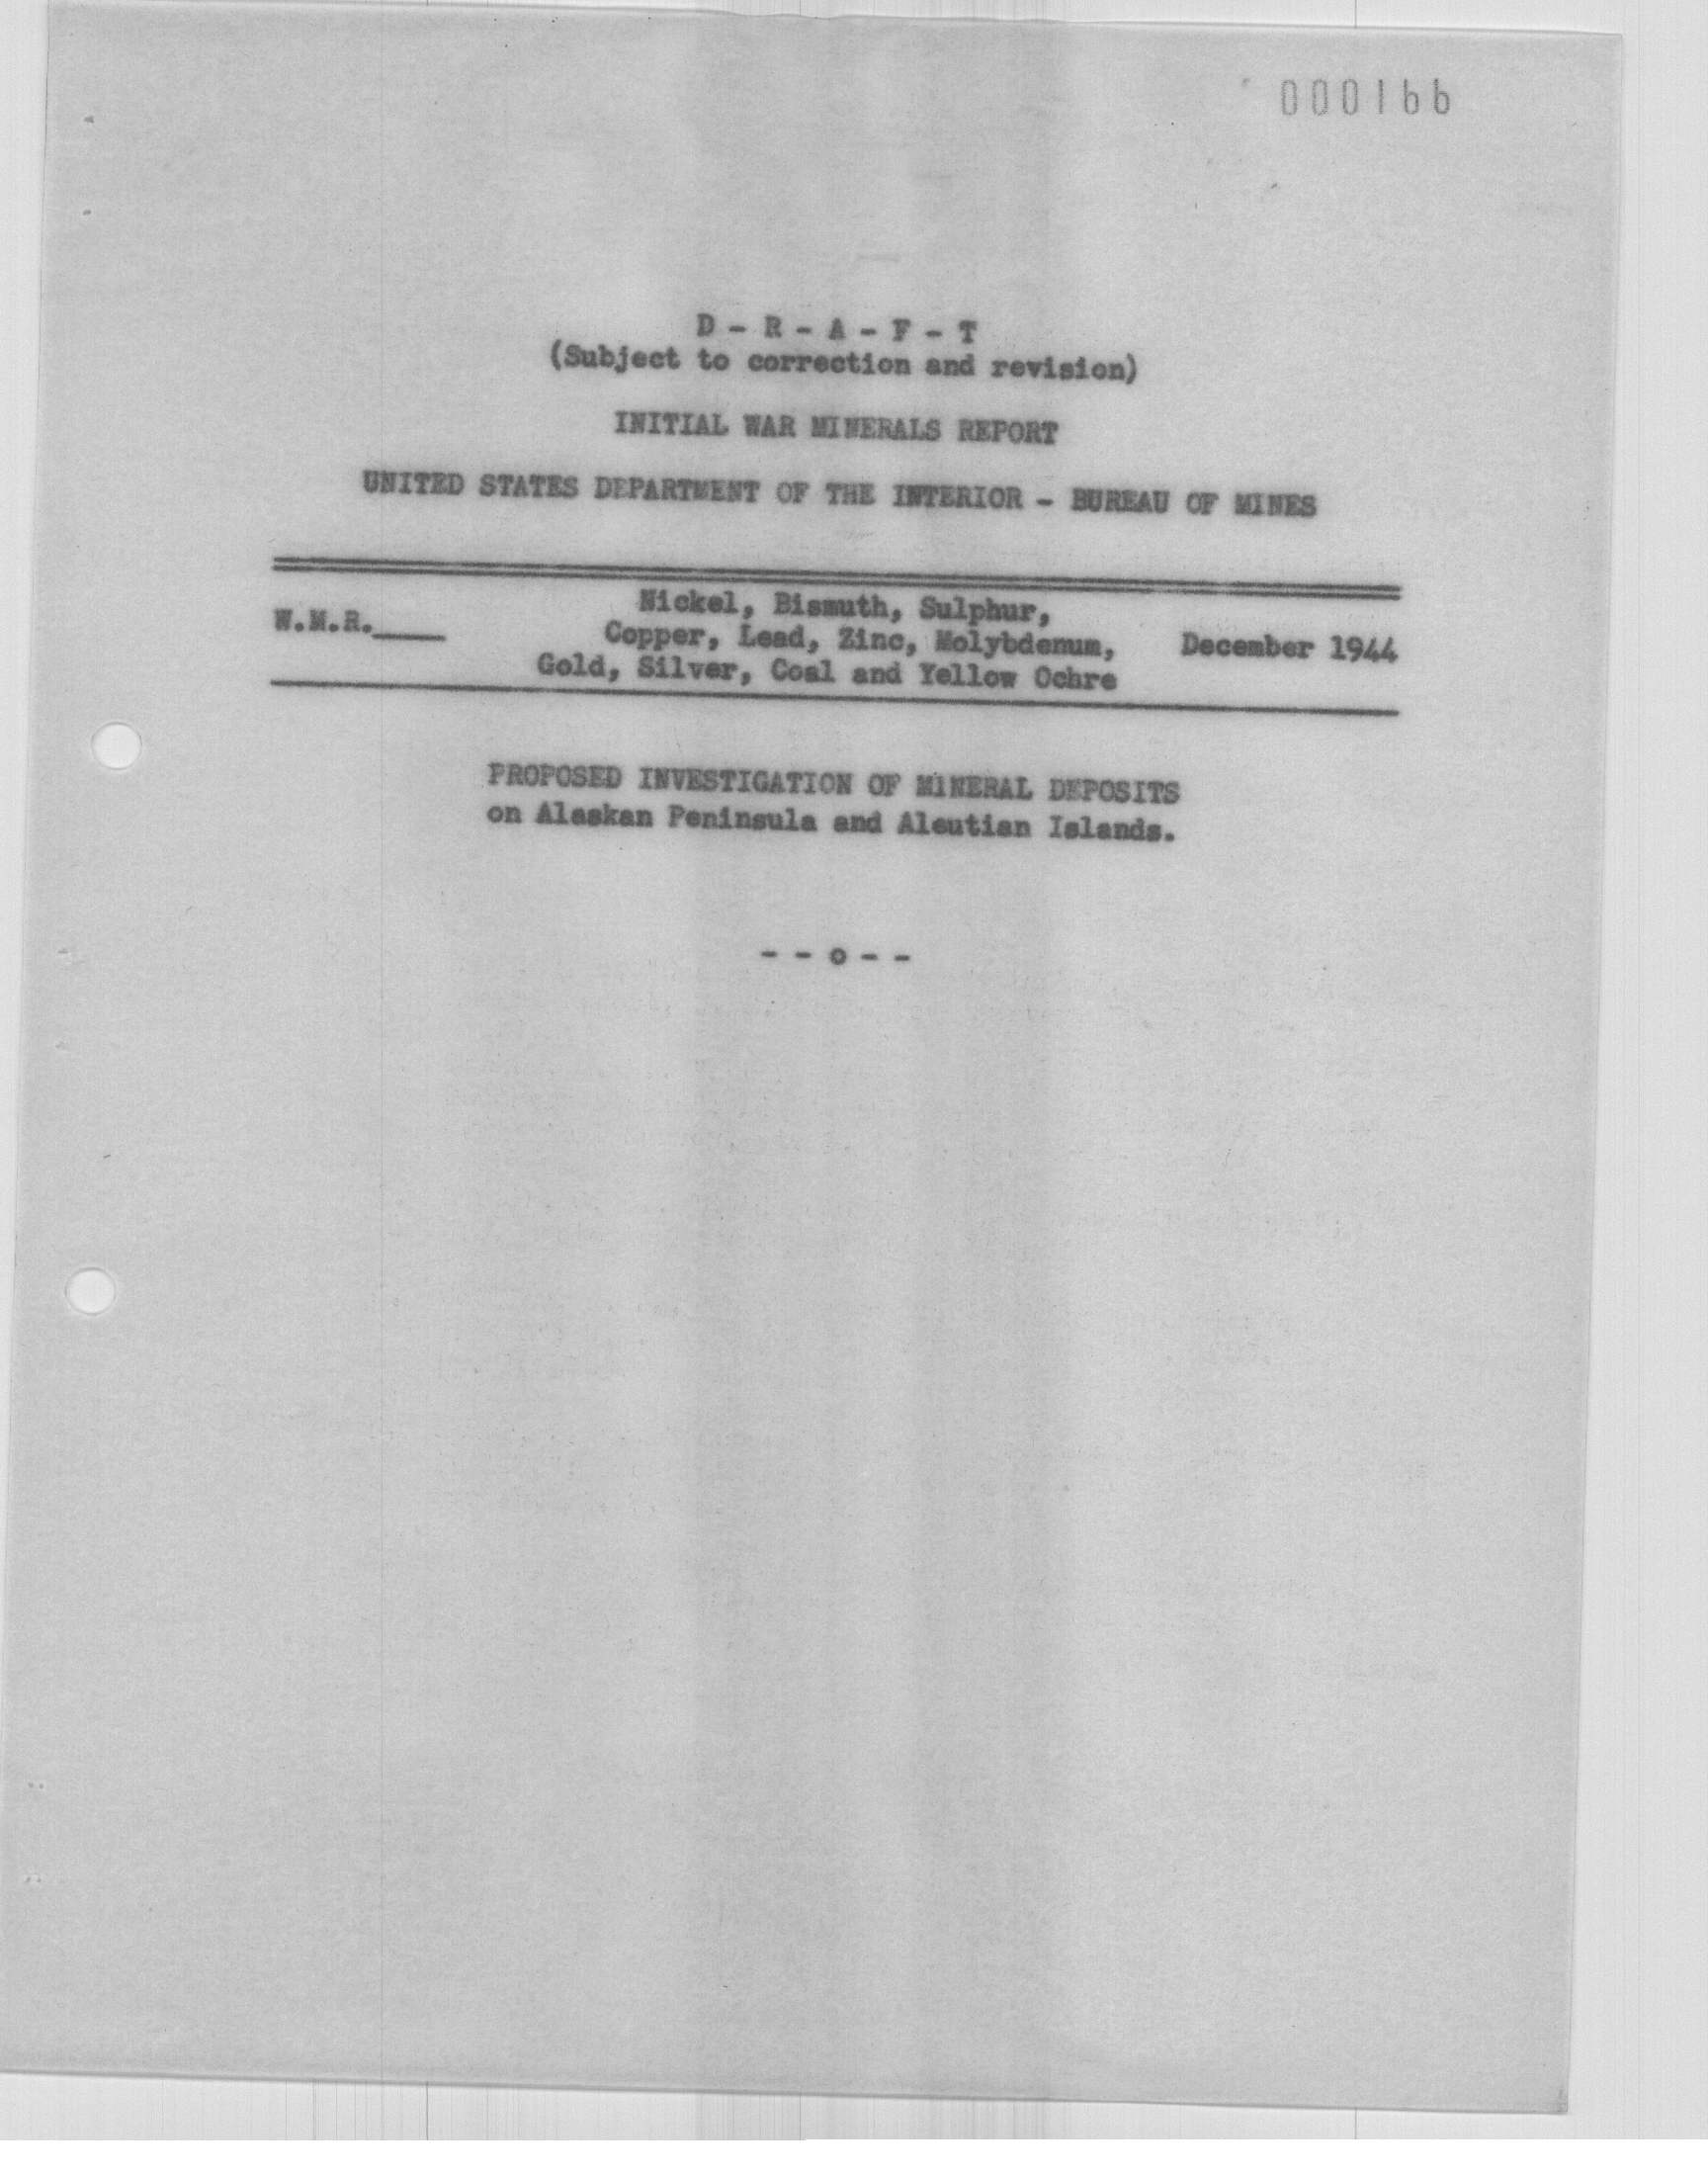 000166
D - R - A - F - T
(Subject to correction and revision)
INITIAL WAR MINERALS REPORT
UNITED STATES DEPARTMENT OF THE INTERIOR - BUREAU OF MINES
Nickel, Bismuth, Sulphur,
W.M.R.____ Copper, Lead, Zinc, Molybdenum, December 1944
Gold, Silver, Coal and Yellow Ochre
PROPOSED INVESTIGATION OF MINERAL DEPOSITS
on Alaskan Peninsula and Aleutian Islands.
- - o - -